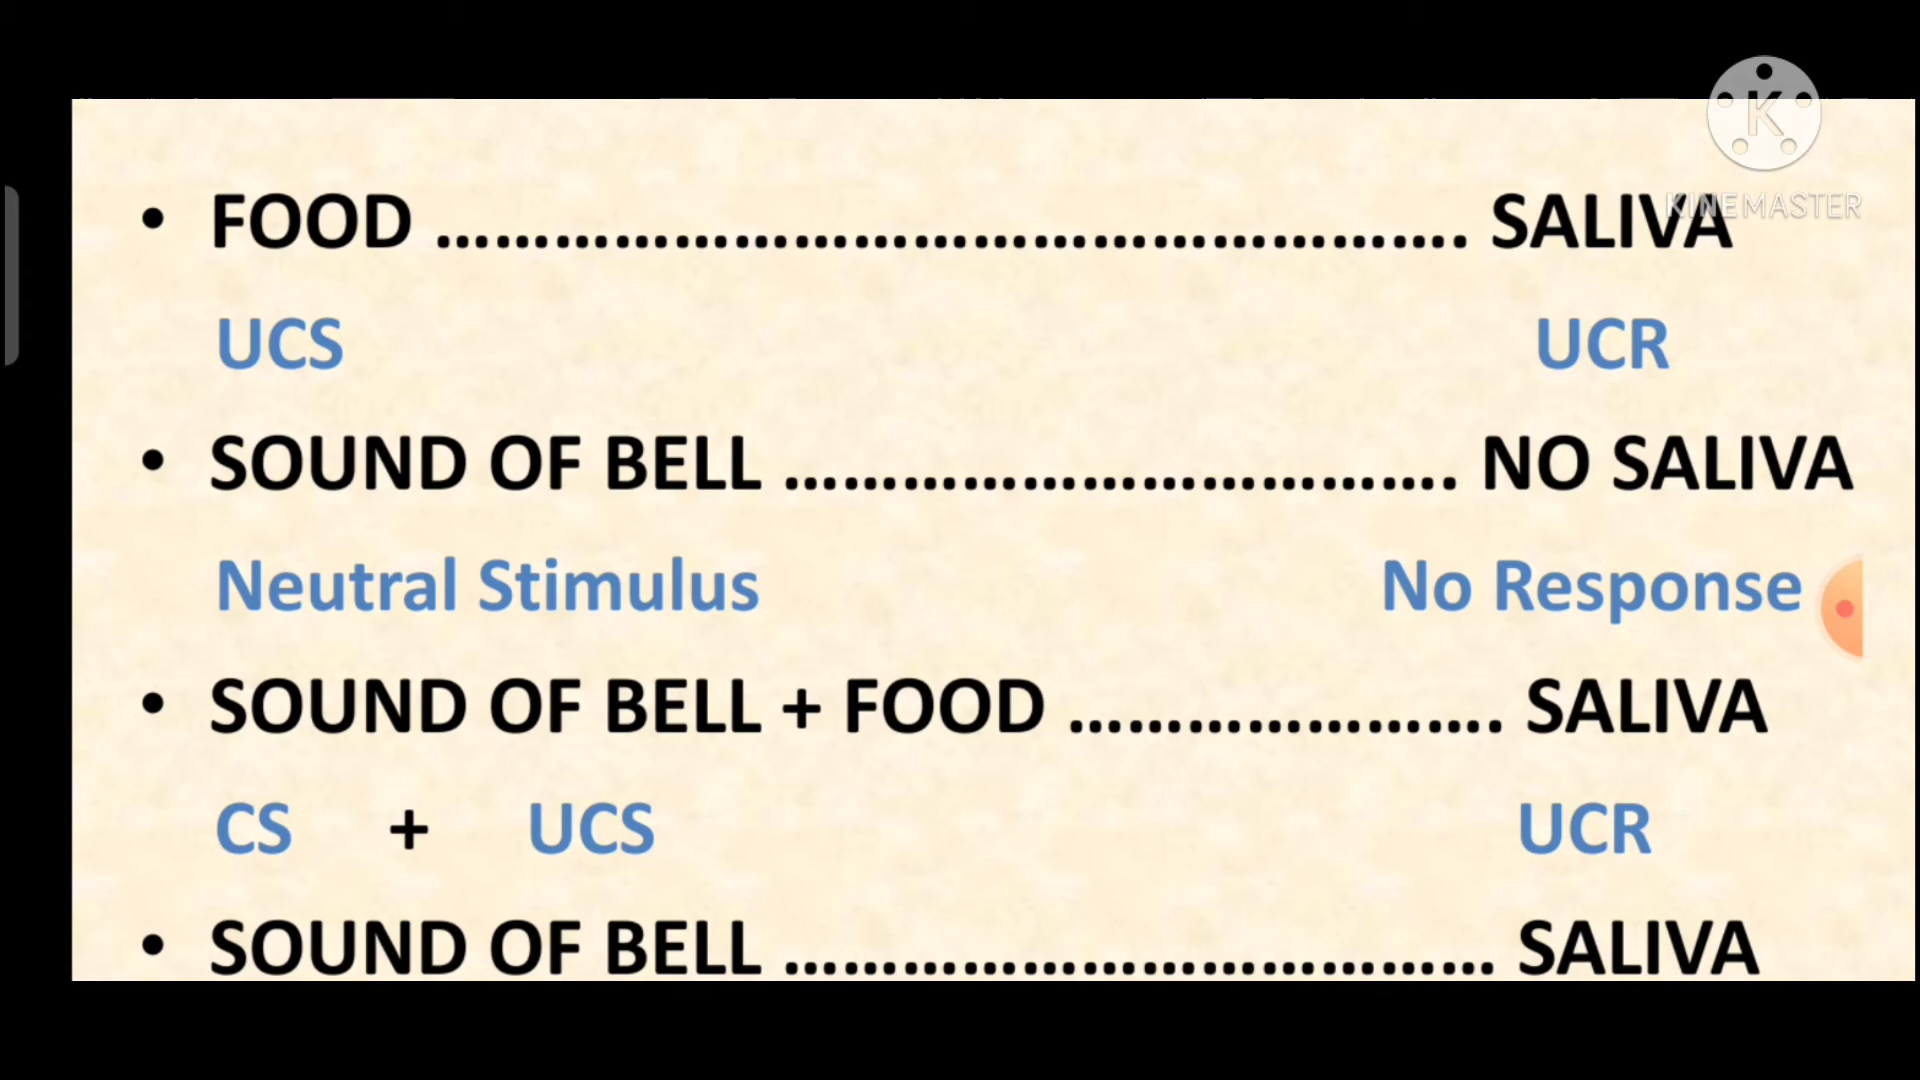 K
KINEMASTER
• FOOD ........................................................ SALIVA
UCS UCR
• SOUND OF BELL ..................................... NO SALIVA
Neutral Stimulus No Response
• SOUND OF BELL + FOOD ........................ SALIVA
CS + UCS UCR
• SOUND OF BELL ....................................... SALIVA